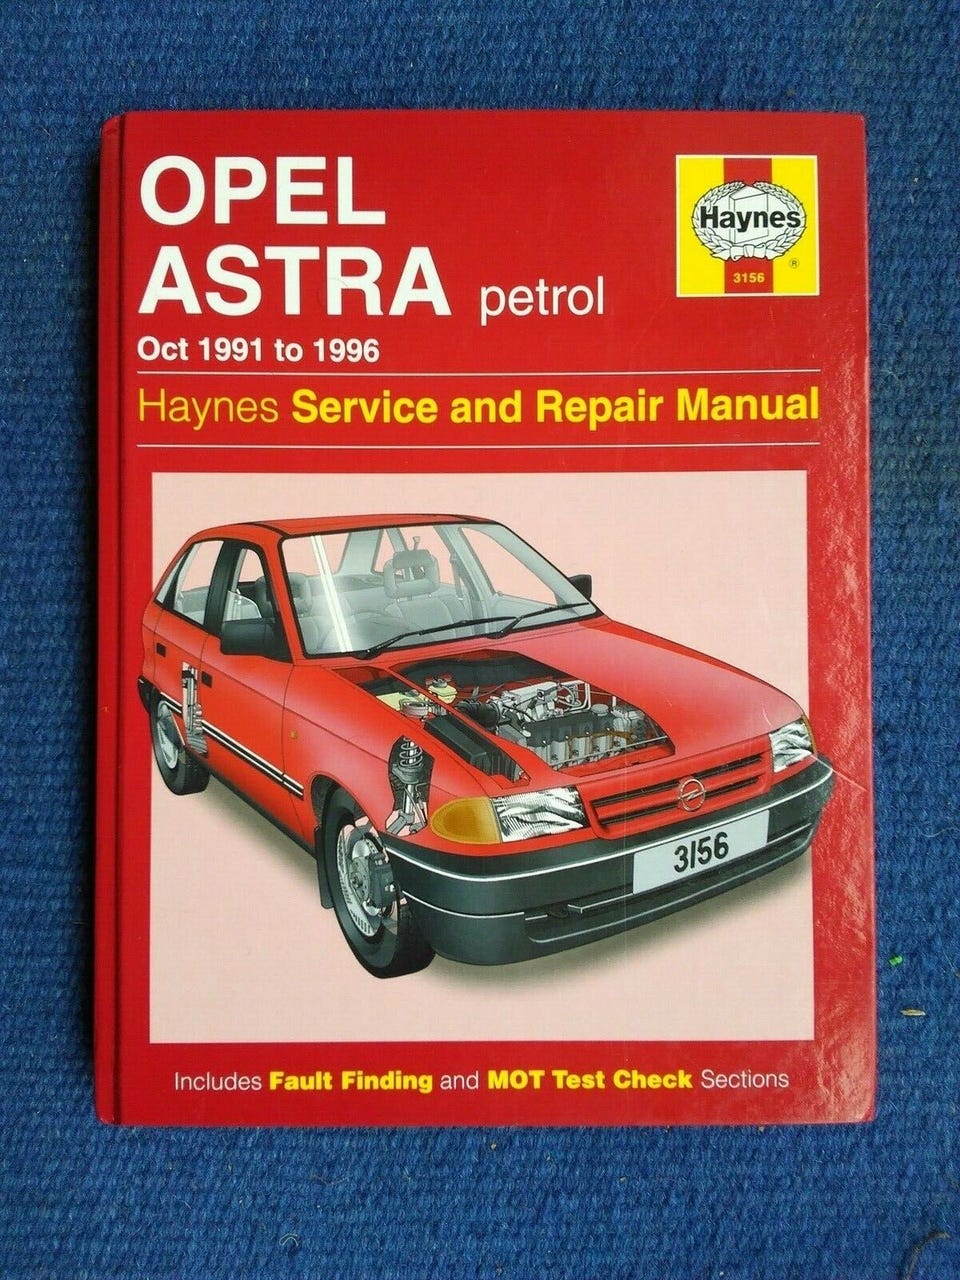 OPEL
ASTRA petrol
Oct 1991 to 1996
Haynes
®
3156
Haynes Service and Repair Manual
3156
Includes Fault Finding and MOT Test Check Sections